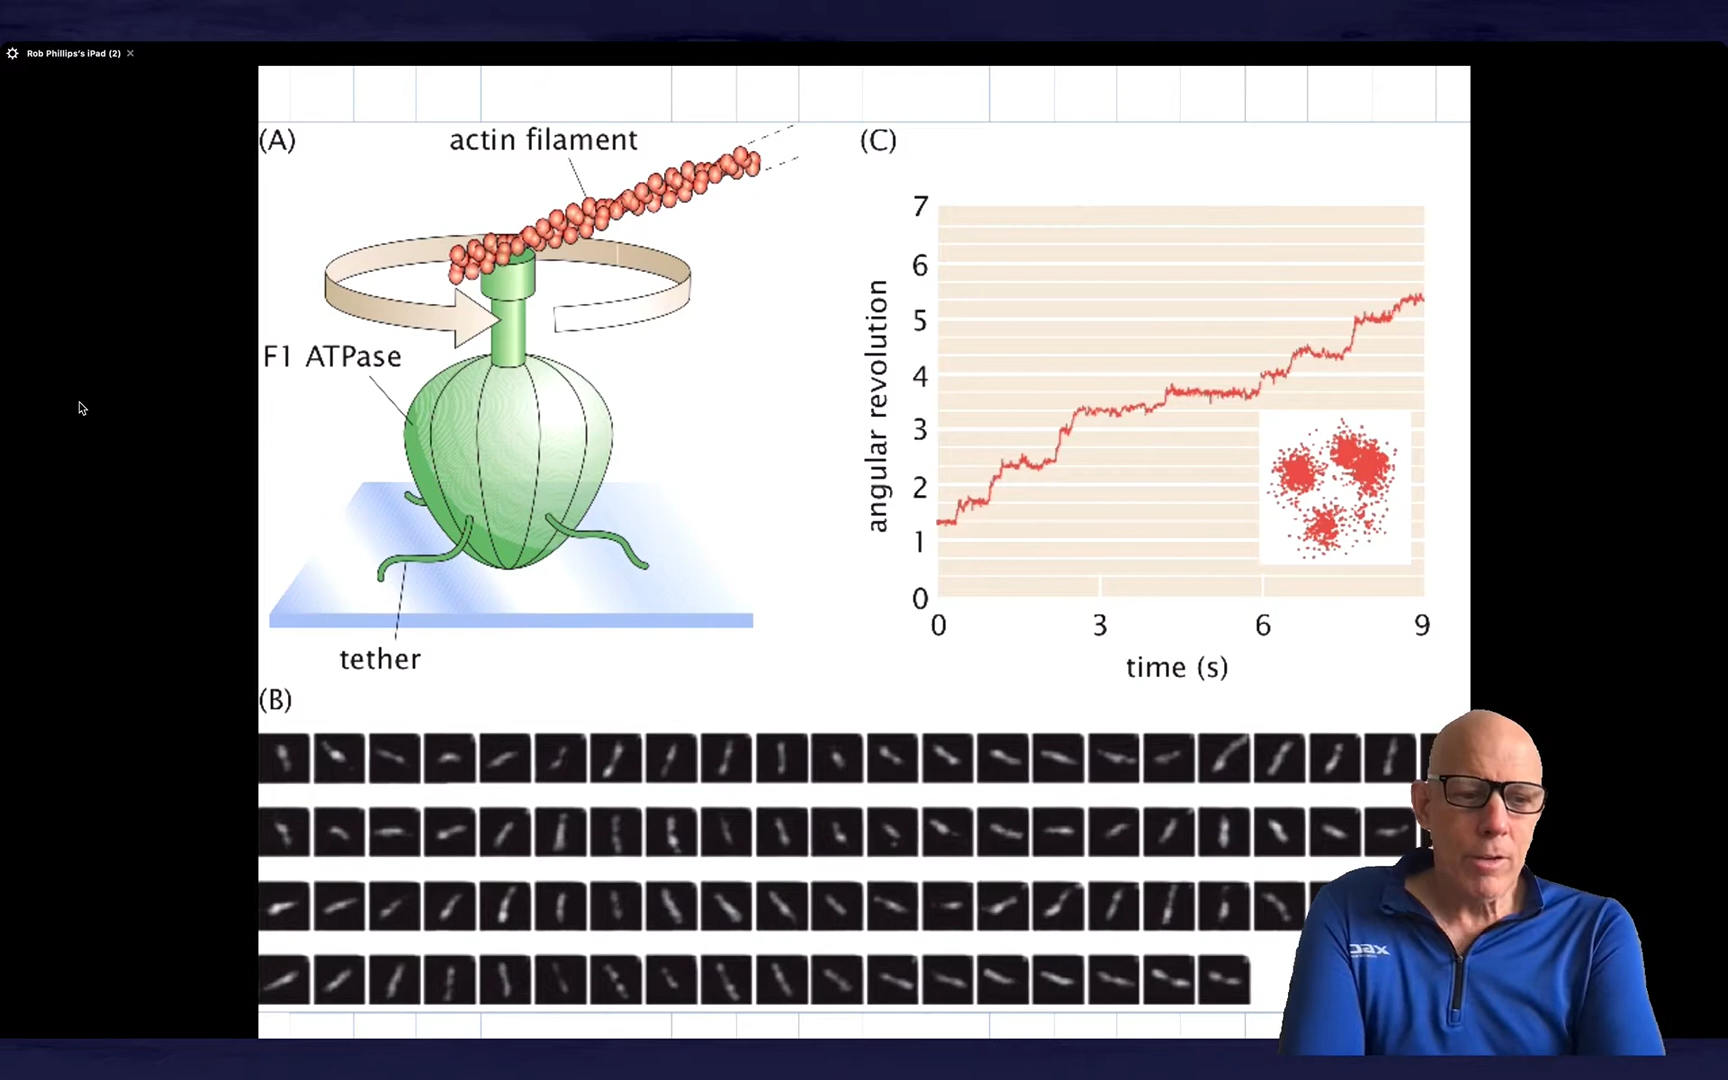 Rob Phillips's iPad (2)
(A)
actin filament
F1 ATPase
tether
(C)
angular revolution
7
6
5
4
3
2
1
0
0 3 6 9
time (s)
(B)